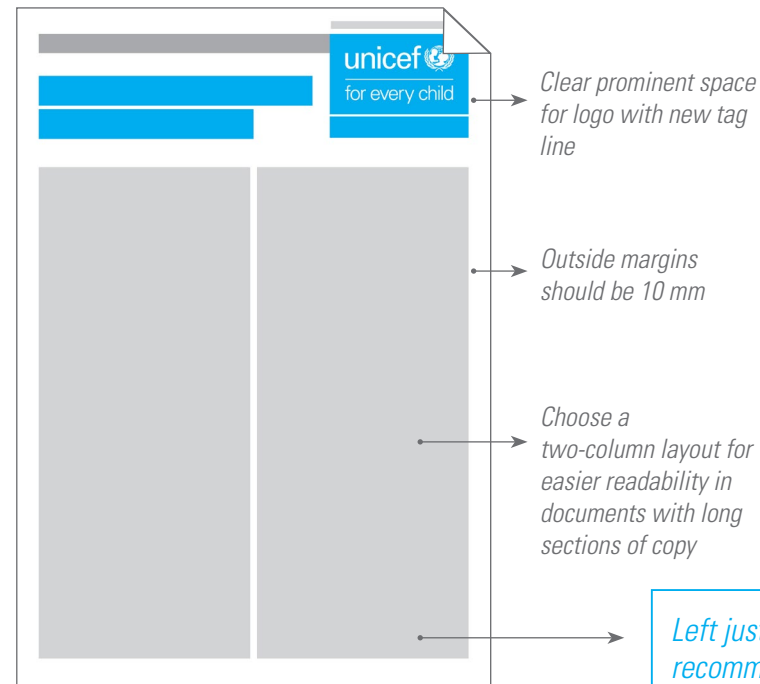 unicef
for every child
Clear prominent space
for logo with new tag
line
Outside margins
should be 10 mm
Choose a
two-column layout for
easier readability in
documents with long
sections of copy
Left